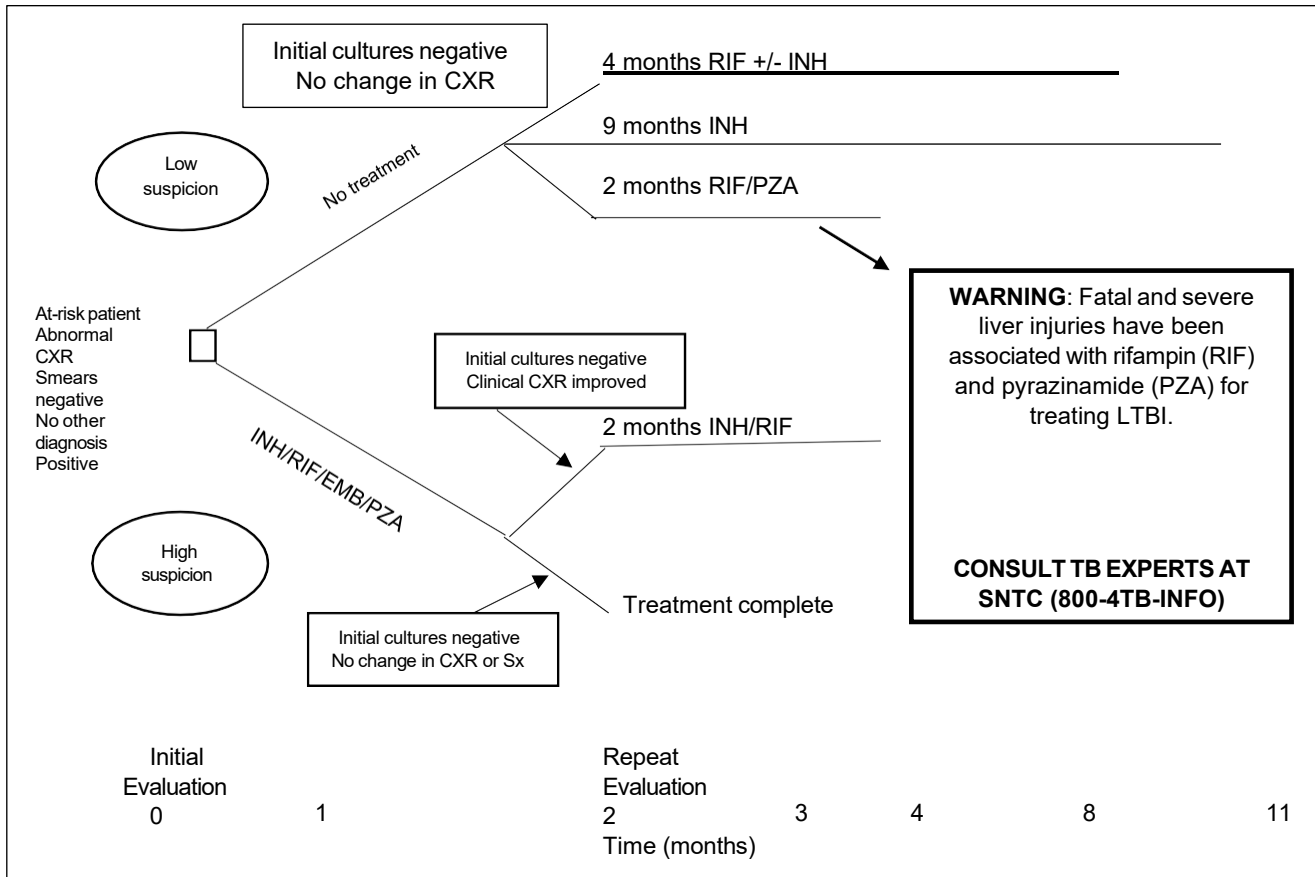 Initial cultures negative
No change in CXR
4 months RIF +/- INH
9 months INH
2 months RIF/PZA
Low
suspicion
No treatment
At-risk patient
Abnormal
CXR
Smears
negative
No other
diagnosis
Positive
INH/RIF/EMB/PZA
Initial cultures negative
Clinical CXR improved
2 months INH/RIF
WARNING: Fatal and severe
liver injuries have been
associated with rifampin (RIF)
and pyrazinamide (PZA) for
treating LTBI.
CONSULT TB EXPERTS AT
SNTC (800-4TB-INFO)
High
suspicion
Treatment complete
Initial cultures negative
No change in CXR or Sx
Initial
Evaluation
0
1
Repeat
Evaluation
2
3
4
8
11
Time (months)